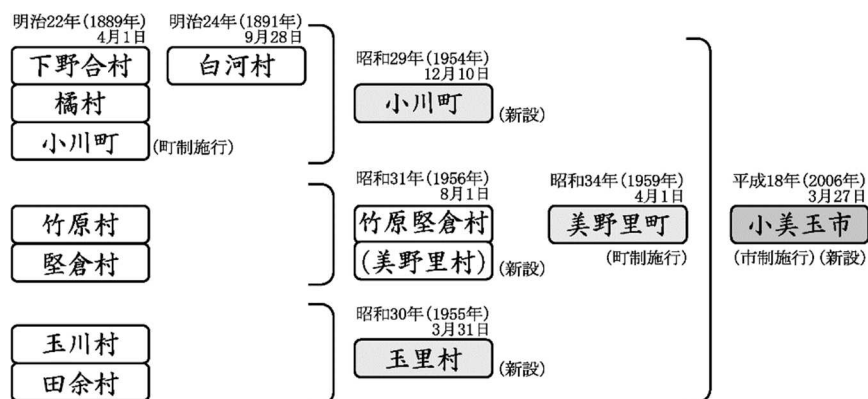 明治22年(1889年)
4月1日
下野合村
橘村
小川町
(町制施行)
明治24年(1891年)
9月28日
白河村
昭和29年(1954年)
12月10日
小川町
(新設)
竹原村
堅倉村
昭和31年(1956年)
8月1日
竹原堅倉村
(美野里村)
(新設)
昭和34年(1959年)
4月1日
美野里町
(町制施行)
玉川村
田余村
昭和30年(1955年)
3月31日
玉里村
(新設)
平成18年(2006年)
3月27日
小美玉市
(市制施行)(新設)